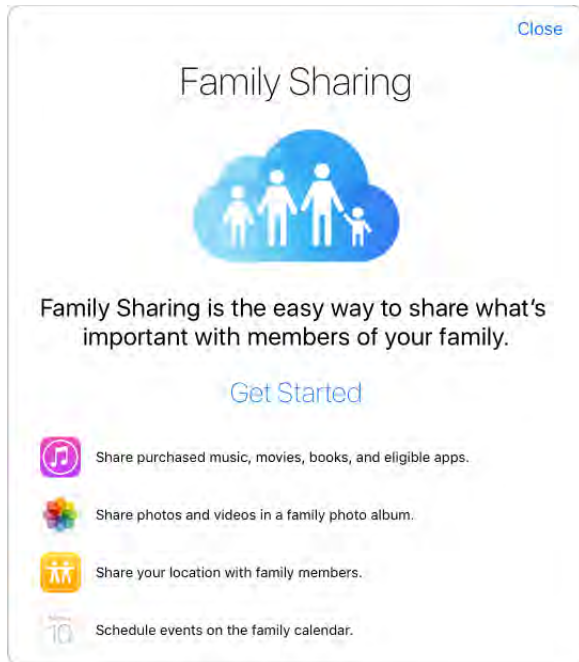 Close
Family Sharing
Family Sharing is the easy way to share what's
important with members of your family.
Get Started
Share purchased music, movies, books, and eligible apps.
Share photos and videos in a family photo album.
Share your location with family members.
10
Schedule events on the family calendar.